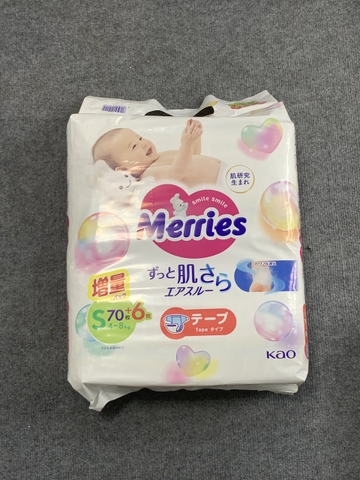 肌研究
生まれ
smile smile
Merries
ずっと肌さら
エアスルー
増量
S 70枚+6枚
4~8kg
テープ
Tape タイプ
Kao